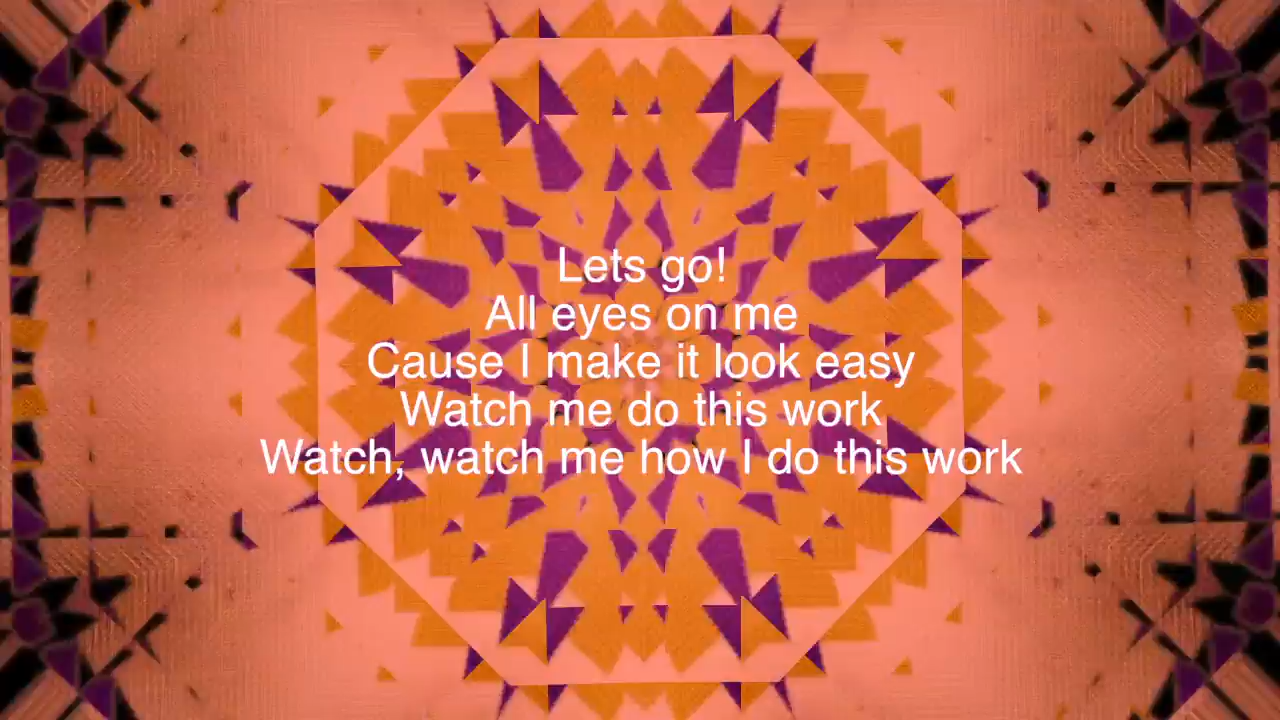 Lets go!
All eyes on me
Cause I make it look easy
Watch me do this work
Watch, watch me how I do this work